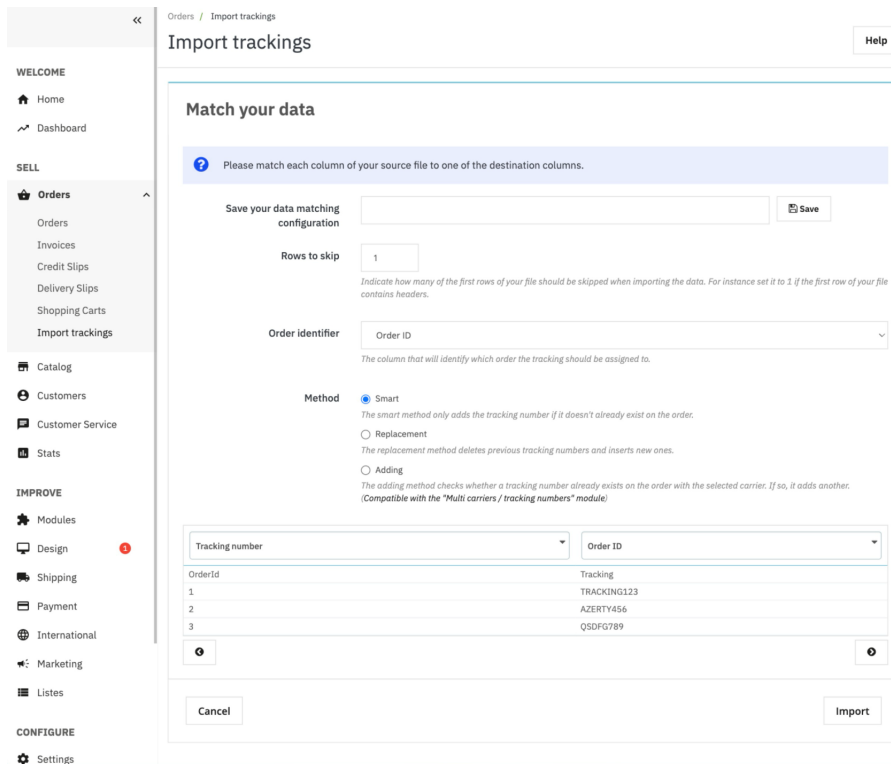 «
WELCOME
Home
Dashboard
SELL
Orders
Orders
Invoices
Credit Slips
Delivery Slips
Shopping Carts
Import trackings
Catalog
Customers
Customer Service
Stats
IMPROVE
Modules
Design 1
Shipping
Payment
International
Marketing
Listes
CONFIGURE
Settings
Orders / Import trackings
Import trackings
Help
Match your data
? Please match each column of your source file to one of the destination columns.
Save your data matching
configuration
Save
Rows to skip
1
Indicate how many of the first rows of your file should be skipped when importing the data. For instance set it to 1 if the first row of your file
contains headers.
Order identifier
Order ID
The column that will identify which order the tracking should be assigned to.
Method
Smart
The smart method only adds the tracking number if it doesn't already exist on the order.
Replacement
The replacement method deletes previous tracking numbers and inserts new ones.
Adding
The adding method checks whether a tracking number already exists on the order with the selected carrier. If so, it adds another.
(Compatible with the "Multi carriers / tracking numbers" module)
Tracking number Order ID
OrderId Tracking
1 TRACKING123
2 AZERTY456
3 QSDFG789
Cancel
Import